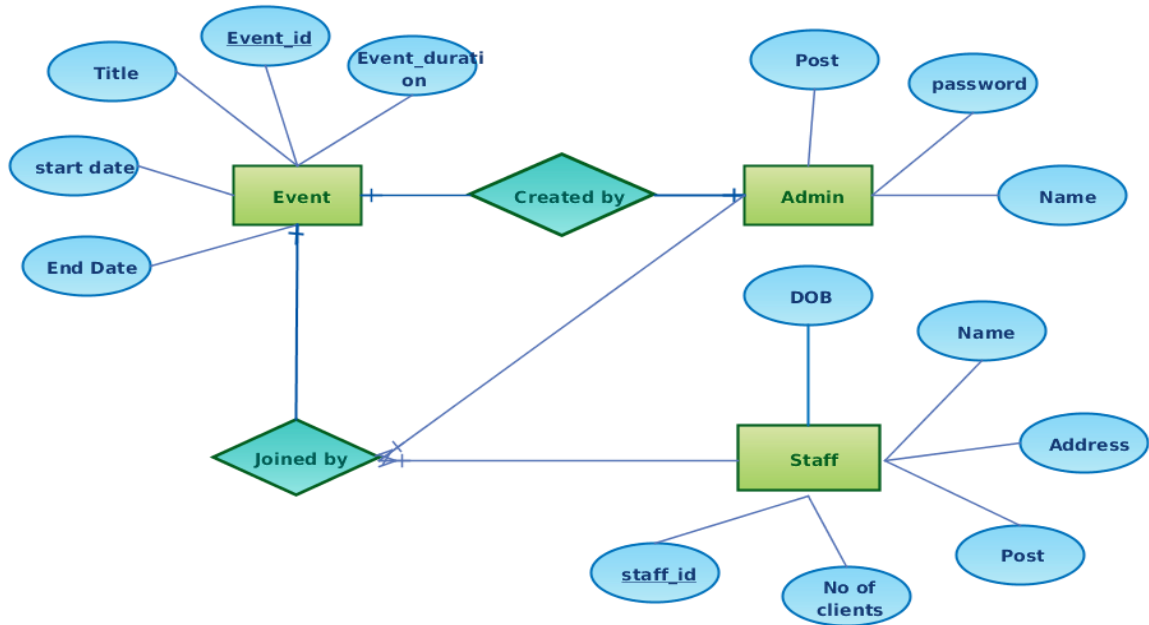 Event_id
Title
Event_durati
on
start date
Event
End Date
Created by
Post
password
Admin
Name
DOB
Name
Joined by
Staff
Address
Post
staff_id
No of
clients